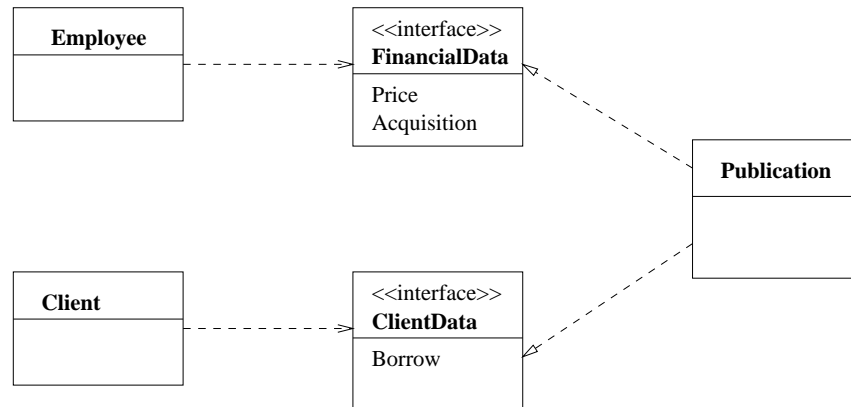 Employee
<<interface>>
FinancialData
Price
Acquisition
Publication
Client
<<interface>>
ClientData
Borrow